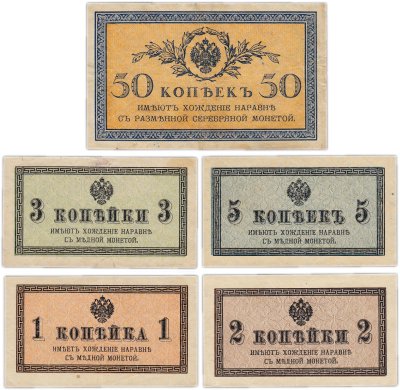 50 КОПѢЕКЪ 50
ИМѢЮТЪ ХОЖДЕНІЕ НАРАВНѢ
СЪ РАЗМѢННОЙ СЕРЕБРЯНОЙ МОНЕТОЙ.
3 КОПѢЙКИ 3
ИМѢЮТЪ ХОЖДЕНІЕ НАРАВНѢ
СЪ МѢДНОЙ МОНЕТОЙ.
5 КОПѢЕКЪ 5
ИМѢЮТЪ ХОЖДЕНІЕ НАРАВНѢ
СЪ МѢДНОЙ МОНЕТОЙ.
1 КОПѢЙКА 1
ИМѢЕТЪ ХОЖДЕНІЕ НАРАВНѢ
СЪ МѢДНОЙ МОНЕТОЙ.
2 КОПѢЙКИ 2
ИМѢЮТЪ ХОЖДЕНІЕ НАРАВНѢ
СЪ МѢДНОЙ МОНЕТОЙ.